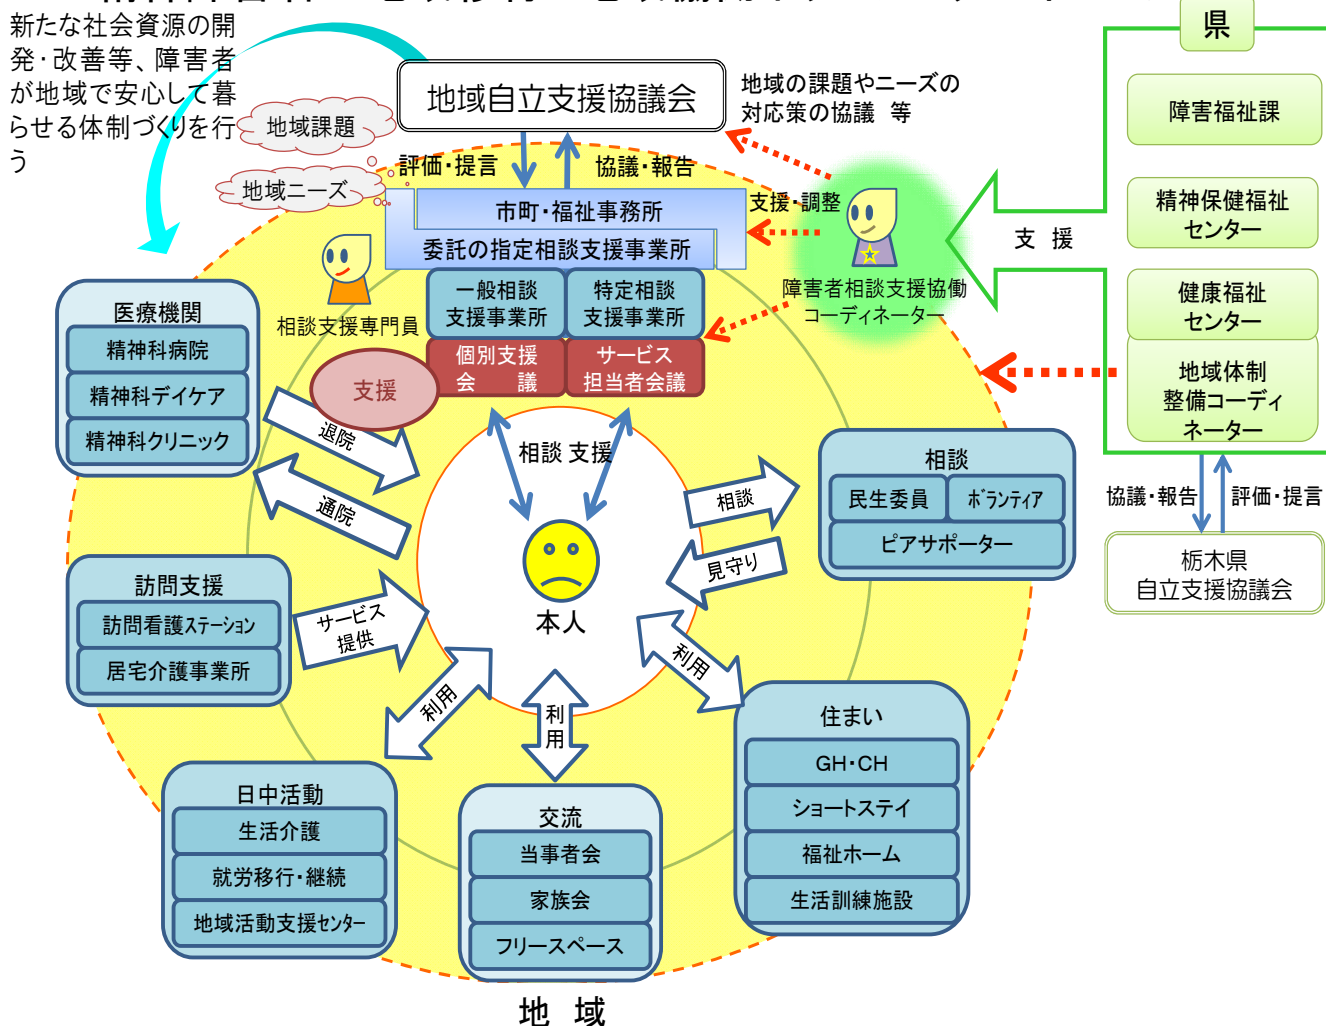 新たな社会資源の開
発・改善等、障害者
が地域で安心して暮
らせる体制づくりを行
う
地域自立支援協議会
地域の課題やニーズの
対応策の協議 等
地域課題
地域ニーズ
評価・提言
協議・報告
市町・福祉事務所
委託の指定相談支援事業所
支援・調整
一般相談
支援事業所
特定相談
支援事業所
個別支援
会 議
サービス
担当者会議
相談支援専門員
支援
障害者相談支援協働
コーディネーター
県
障害福祉課
精神保健福祉
センター
健康福祉
センター
地域体制
整備コーディ
ネーター
支 援
協議・報告
評価・提言
栃木県
自立支援協議会
医療機関
精神科病院
精神科デイケア
精神科クリニック
退院
通院
相談 支援
本人
相談
見守り
相談
民生委員
ボランティア
ピアサポーター
訪問支援
訪問看護ステーション
居宅介護事業所
サービス
提供
利用
利用
利用
日中活動
生活介護
就労移行・継続
地域活動支援センター
交流
当事者会
家族会
フリースペース
住まい
GH・CH
ショートステイ
福祉ホーム
生活訓練施設
地 域